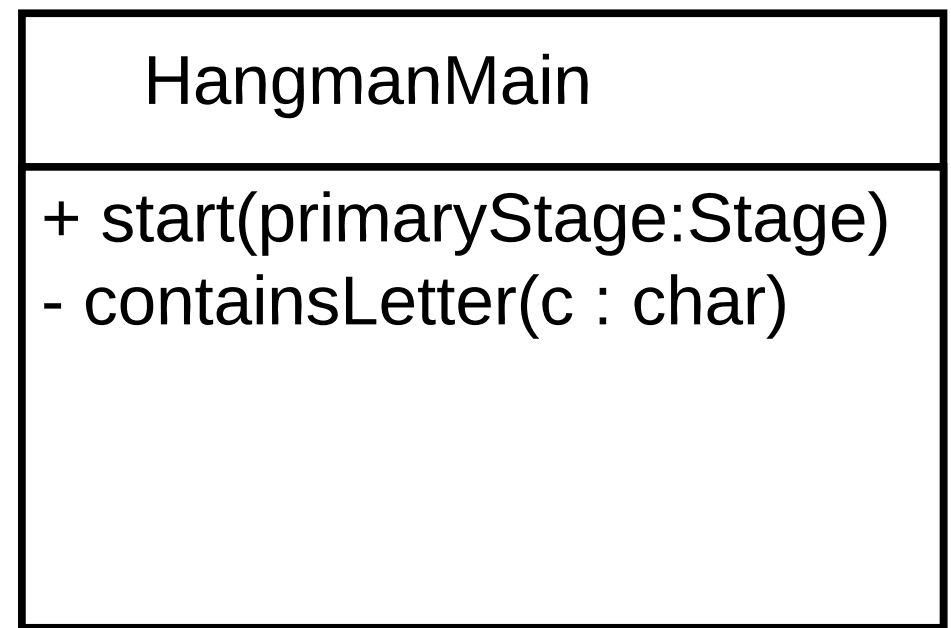 HangmanMain
+ start(primaryStage:Stage)
- containsLetter(c : char)